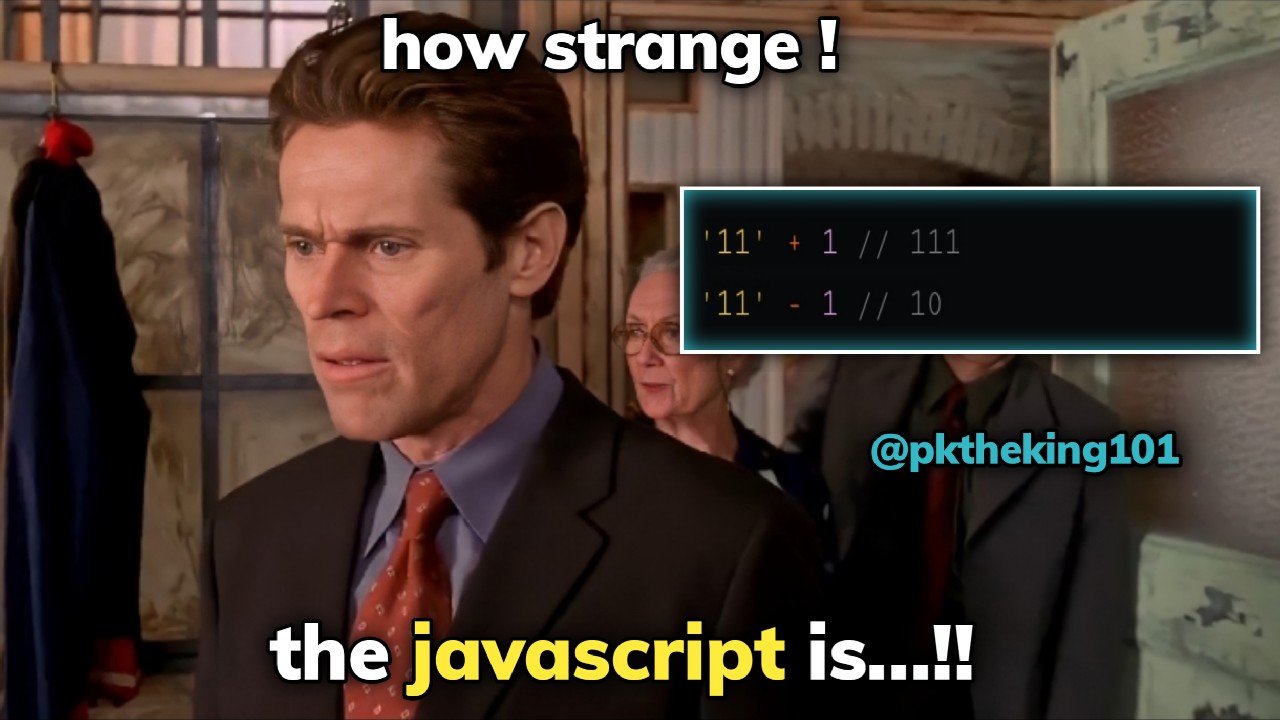 how strange !
'11' + 1 // 111
'11' - 1 // 10
@pktheking101
the javascript is...!!